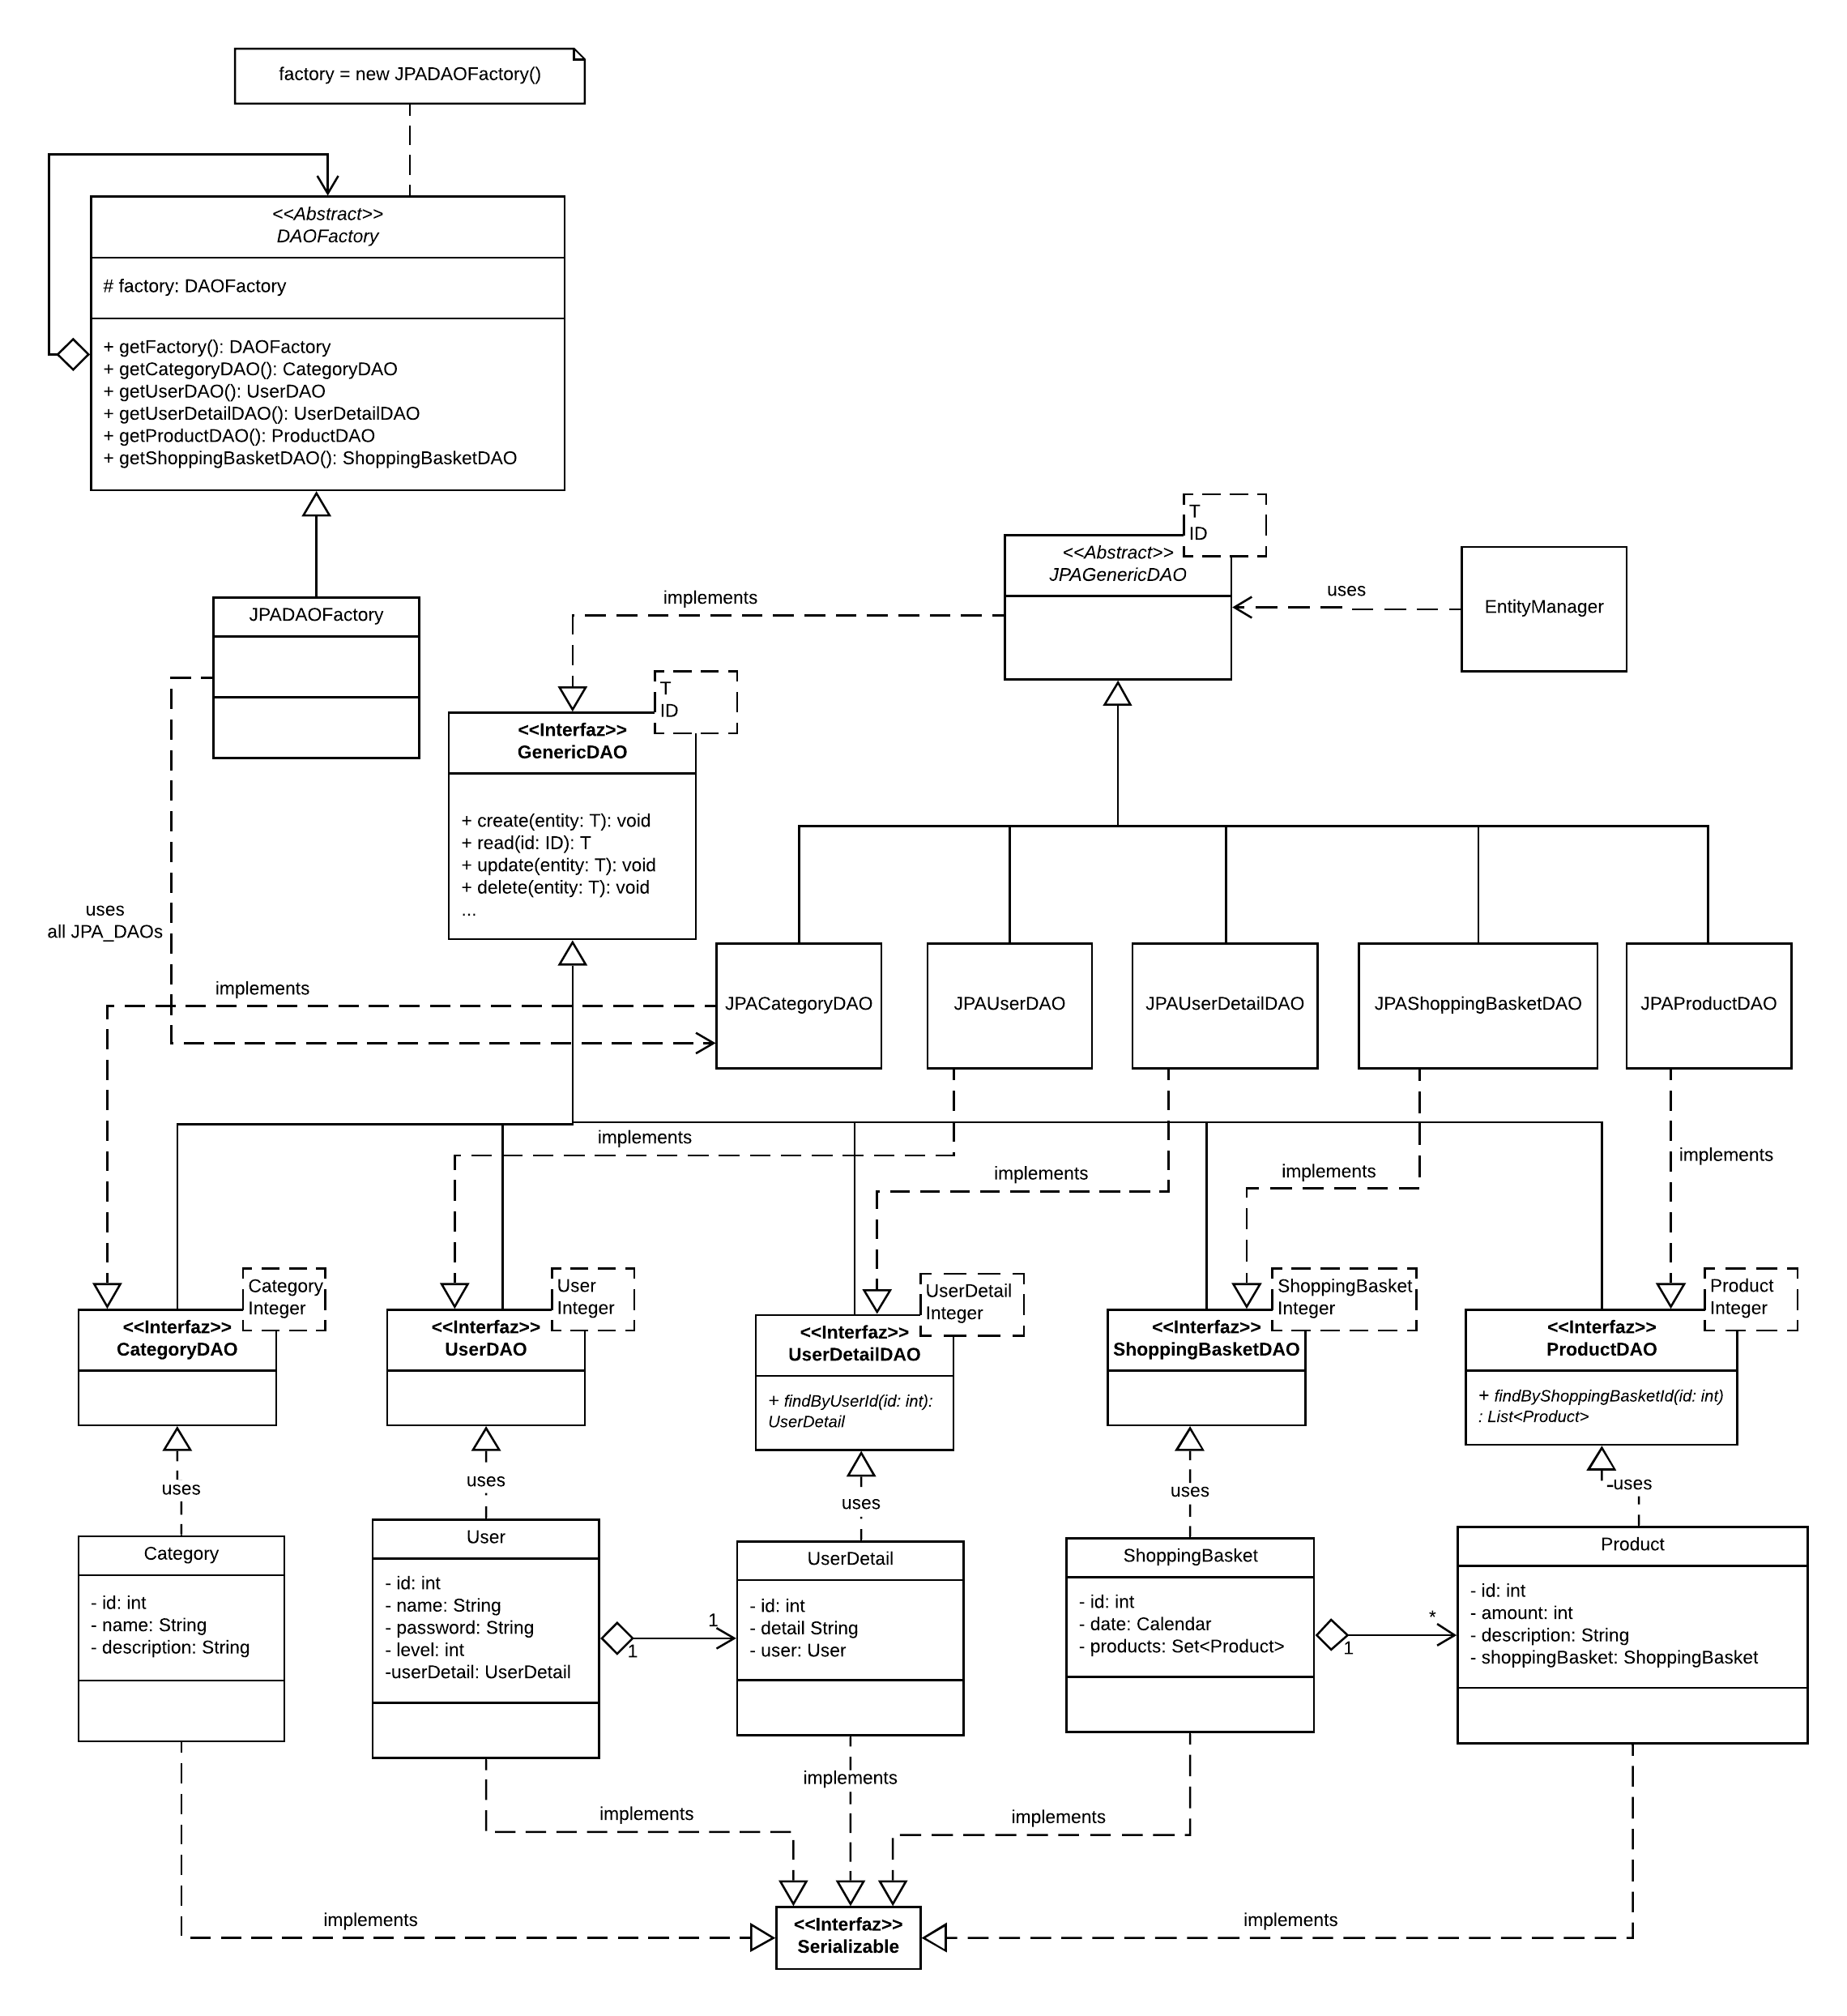 factory = new JPADAOFactory()
<<Abstract>>
DAOFactory
# factory: DAOFactory
+ getFactory(): DAOFactory
+ getCategoryDAO(): CategoryDAO
+ getUserDAO(): UserDAO
+ getUserDetailDAO(): UserDetailDAO
+ getProductDAO(): ProductDAO
+ getShoppingBasketDAO(): ShoppingBasketDAO
T
ID
<<Abstract>>
JPAGenericDAO
uses
EntityManager
implements
JPADAOFactory
T
ID
<<Interfaz>>
GenericDAO
+ create(entity: T): void
+ read(id: ID): T
+ update(entity: T): void
+ delete(entity: T): void
...
uses
all JPA_DAOs
implements
JPACategoryDAO
JPAUserDAO
JPAUserDetailDAO
JPAShoppingBasketDAO
JPAProductDAO
implements
implements
implements
implements
Category
Integer
<<Interfaz>>
CategoryDAO
User
Integer
<<Interfaz>>
UserDAO
UserDetail
Integer
<<Interfaz>>
UserDetailDAO
+ findByUserId(id: int):
UserDetail
ShoppingBasket
Integer
<<Interfaz>>
ShoppingBasketDAO
Product
Integer
<<Interfaz>>
ProductDAO
+ findByShoppingBasketId(id: int)
: List<Product>
uses
uses
uses
uses
uses
Category
- id: int
- name: String
- description: String
User
- id: int
- name: String
- password: String
- level: int
-userDetail: UserDetail
1
1
UserDetail
- id: int
- detail String
- user: User
ShoppingBasket
- id: int
- date: Calendar
- products: Set<Product>
1
*
Product
- id: int
- amount: int
- description: String
- shoppingBasket: ShoppingBasket
implements
implements
implements
implements
implements
<<Interfaz>>
Serializable